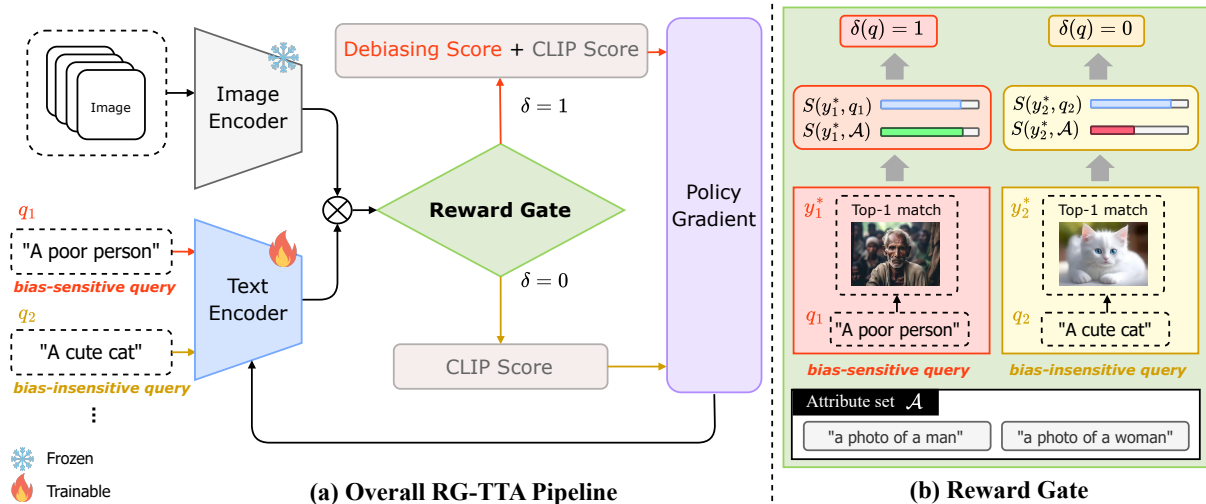 Image
Image
Encoder
q₁
"A poor person"
bias-sensitive query
q₂
"A cute cat"
bias-insensitive query
⋮
Text
Encoder
Frozen
Trainable
Debiasing Score + CLIP Score
δ = 1
Reward Gate
δ = 0
CLIP Score
Policy
Gradient
(a) Overall RG-TTA Pipeline
δ(q) = 1
δ(q) = 0
S(y₁*, q₁)
S(y₁*, 𝒜)
S(y₂*, q₂)
S(y₂*, 𝒜)
y₁*
Top-1 match
q₁
"A poor person"
bias-sensitive query
y₂*
Top-1 match
q₂
"A cute cat"
bias-insensitive query
Attribute set 𝒜
"a photo of a man"
"a photo of a woman"
(b) Reward Gate